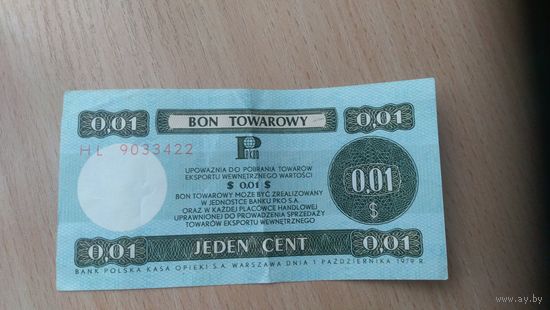 0,01 BON TOWAROWY 0,01
HL 9033422
UPOWAŻNIA DO POBRANIA TOWARÓW
EKSPORTU WEWNĘTRZNEGO WARTOŚCI
$ 0,01 $
BON TOWAROWY MOŻE BYĆ ZREALIZOWANY
W JEDNOSTCE BANKU PKO S.A.
ORAZ W KAŻDEJ PLACÓWCE HANDLOWEJ
UPRAWNIONEJ DO PROWADZENIA SPRZEDAŻY
TOWARÓW EKSPORTU WEWNĘTRZNEGO
0,01
$
0,01 JEDEN CENT 0,01
BANK POLSKA KASA OPIEKI S.A. WARSZAWA DNIA 1 PAŹDZIERNIKA 1979 R.
www.ay.by